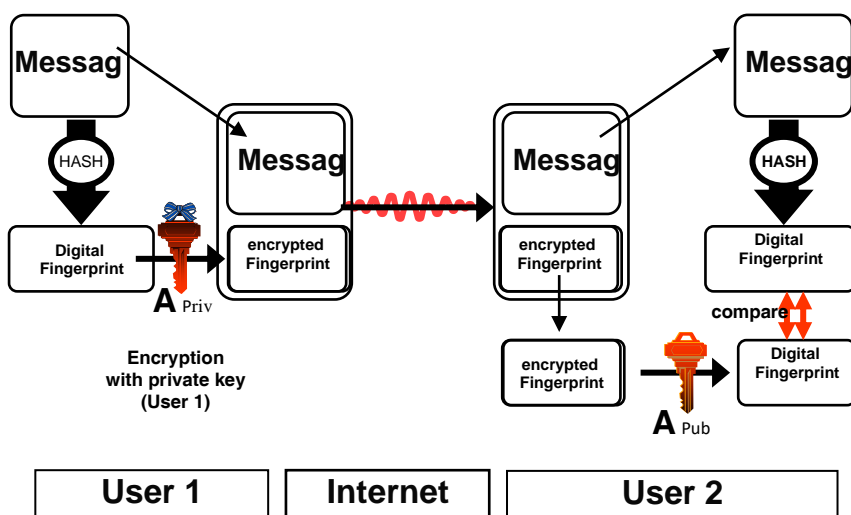 Messag
HASH
Digital
Fingerprint
A Priv
Encryption
with private key
(User 1)
Messag
encrypted
Fingerprint
Messag
encrypted
Fingerprint
encrypted
Fingerprint
A Pub
Messag
HASH
Digital
Fingerprint
compare
Digital
Fingerprint
User 1
Internet
User 2